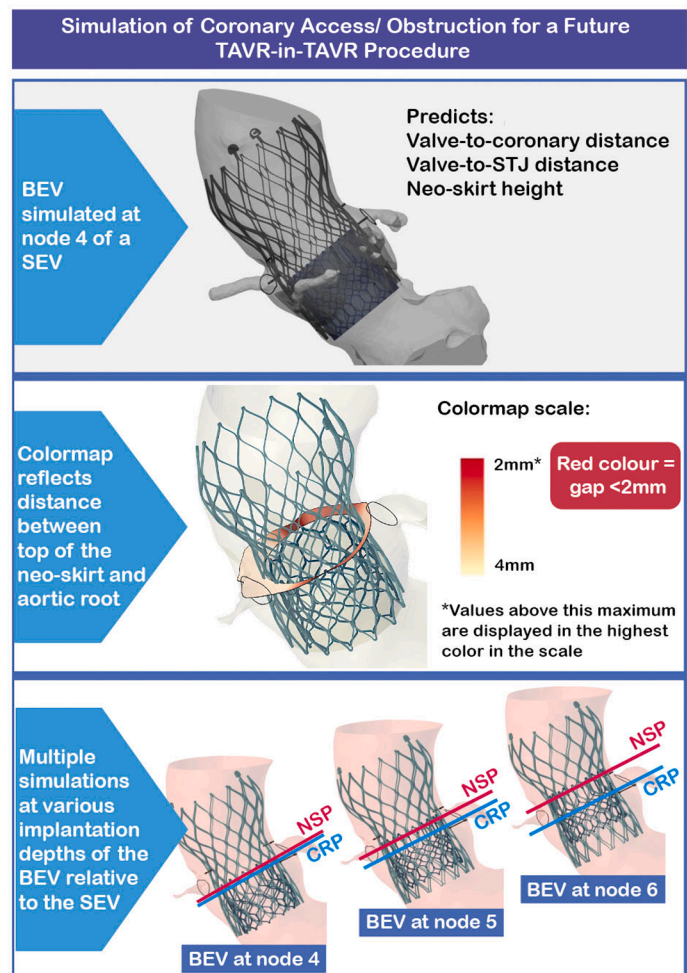 Simulation of Coronary Access/ Obstruction for a Future
TAVR-in-TAVR Procedure
BEV
simulated at
node 4 of a
SEV
Predicts:
Valve-to-coronary distance
Valve-to-STJ distance
Neo-skirt height
Colormap
reflects
distance
between
top of the
neo-skirt and
aortic root
Colormap scale:
2mm*
4mm
Red colour =
gap <2mm
*Values above this maximum
are displayed in the highest
color in the scale
Multiple
simulations
at various
implantation
depths of the
BEV relative
to the SEV
NSP
CRP
BEV at node 4
NSP
CRP
BEV at node 5
NSP
CRP
BEV at node 6